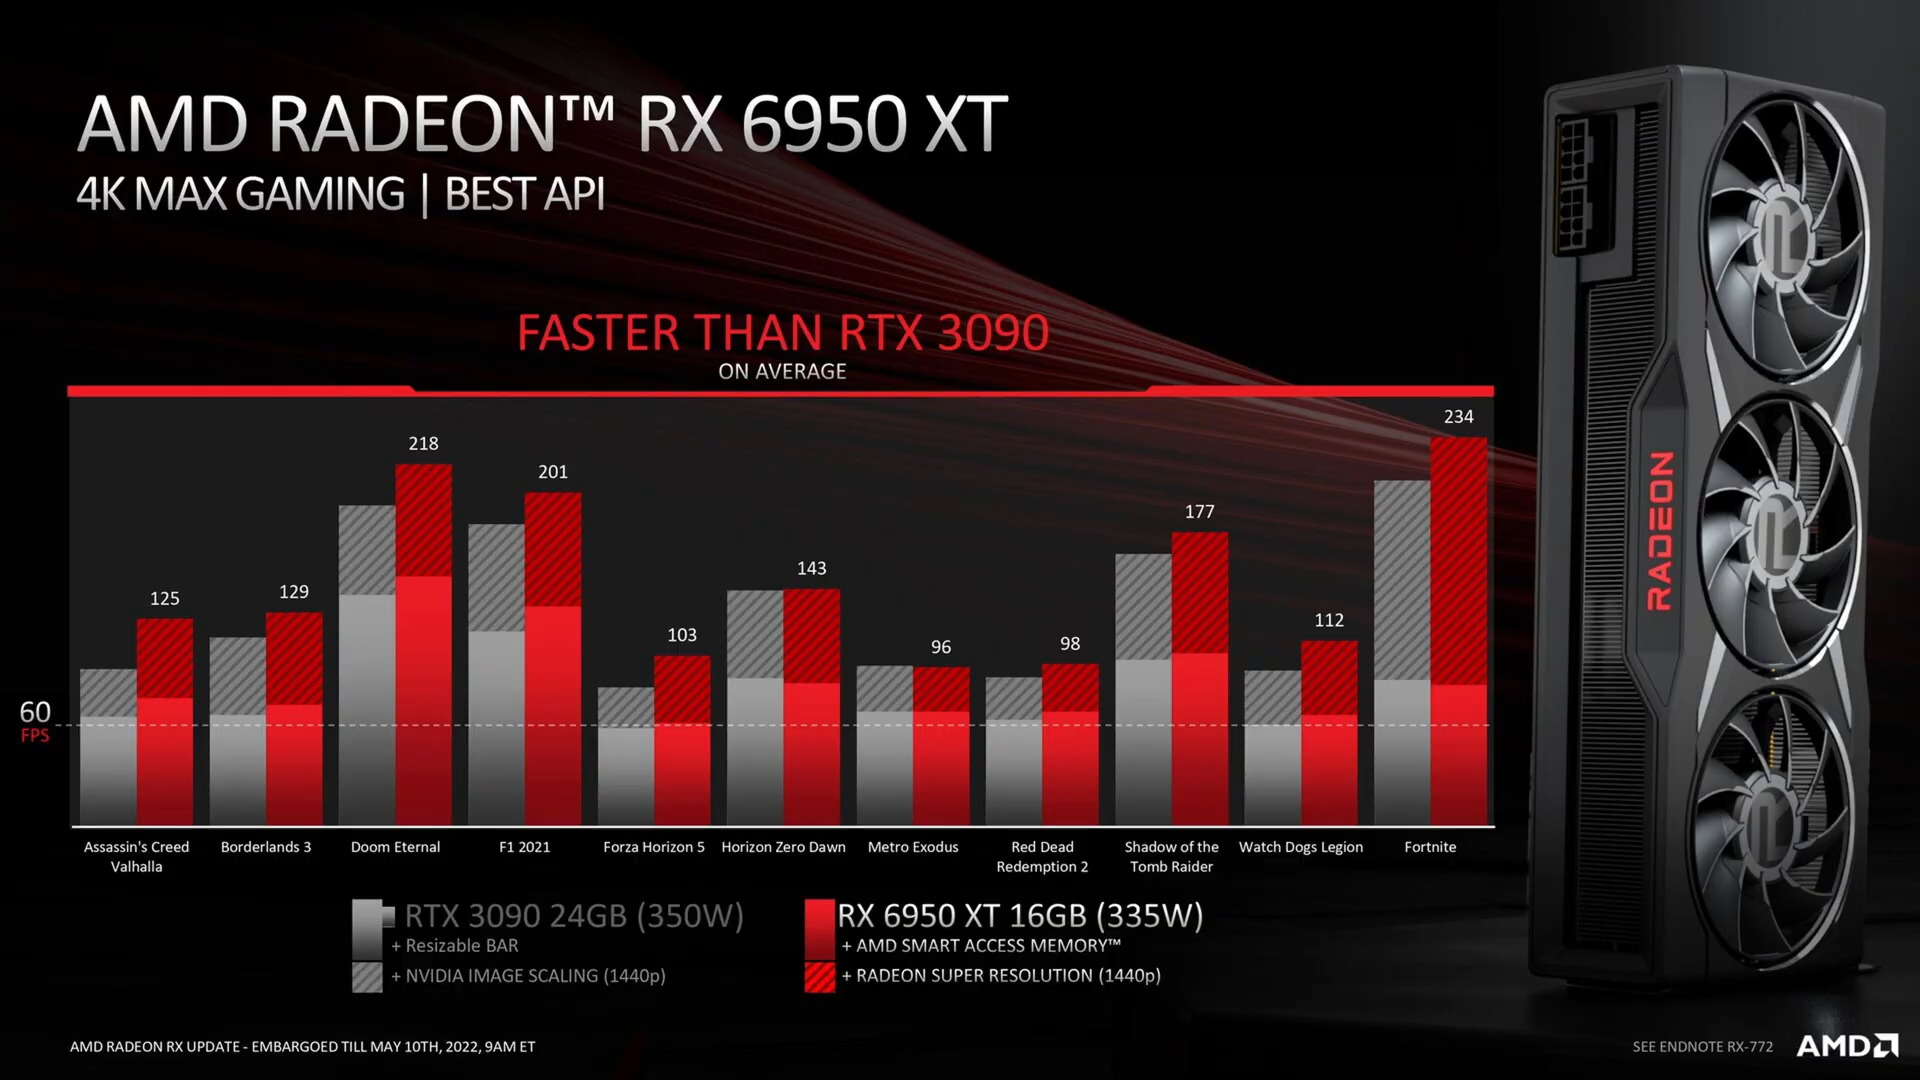 AMD RADEON™ RX 6950 XT
4K MAX GAMING | BEST API
FASTER THAN RTX 3090
ON AVERAGE
234
218
201
177
143
129
125
112
103
98
96
60
FPS
Assassin's Creed
Valhalla
Borderlands 3
Doom Eternal
F1 2021
Forza Horizon 5
Horizon Zero Dawn
Metro Exodus
Red Dead
Redemption 2
Shadow of the
Tomb Raider
Watch Dogs Legion
Fortnite
RTX 3090 24GB (350W)
+ Resizable BAR
+ NVIDIA IMAGE SCALING (1440p)
RX 6950 XT 16GB (335W)
+ AMD SMART ACCESS MEMORY™
+ RADEON SUPER RESOLUTION (1440p)
RADEON
AMD RADEON RX UPDATE - EMBARGOED TILL MAY 10TH, 2022, 9AM ET
SEE ENDNOTE RX-772
AMD